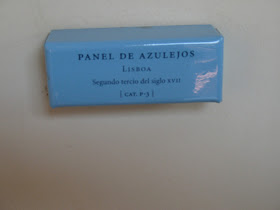 PANEL DE AZULEJOS
LISBOA
Segundo tercio del siglo XVII
[ CAT. P-3 ]